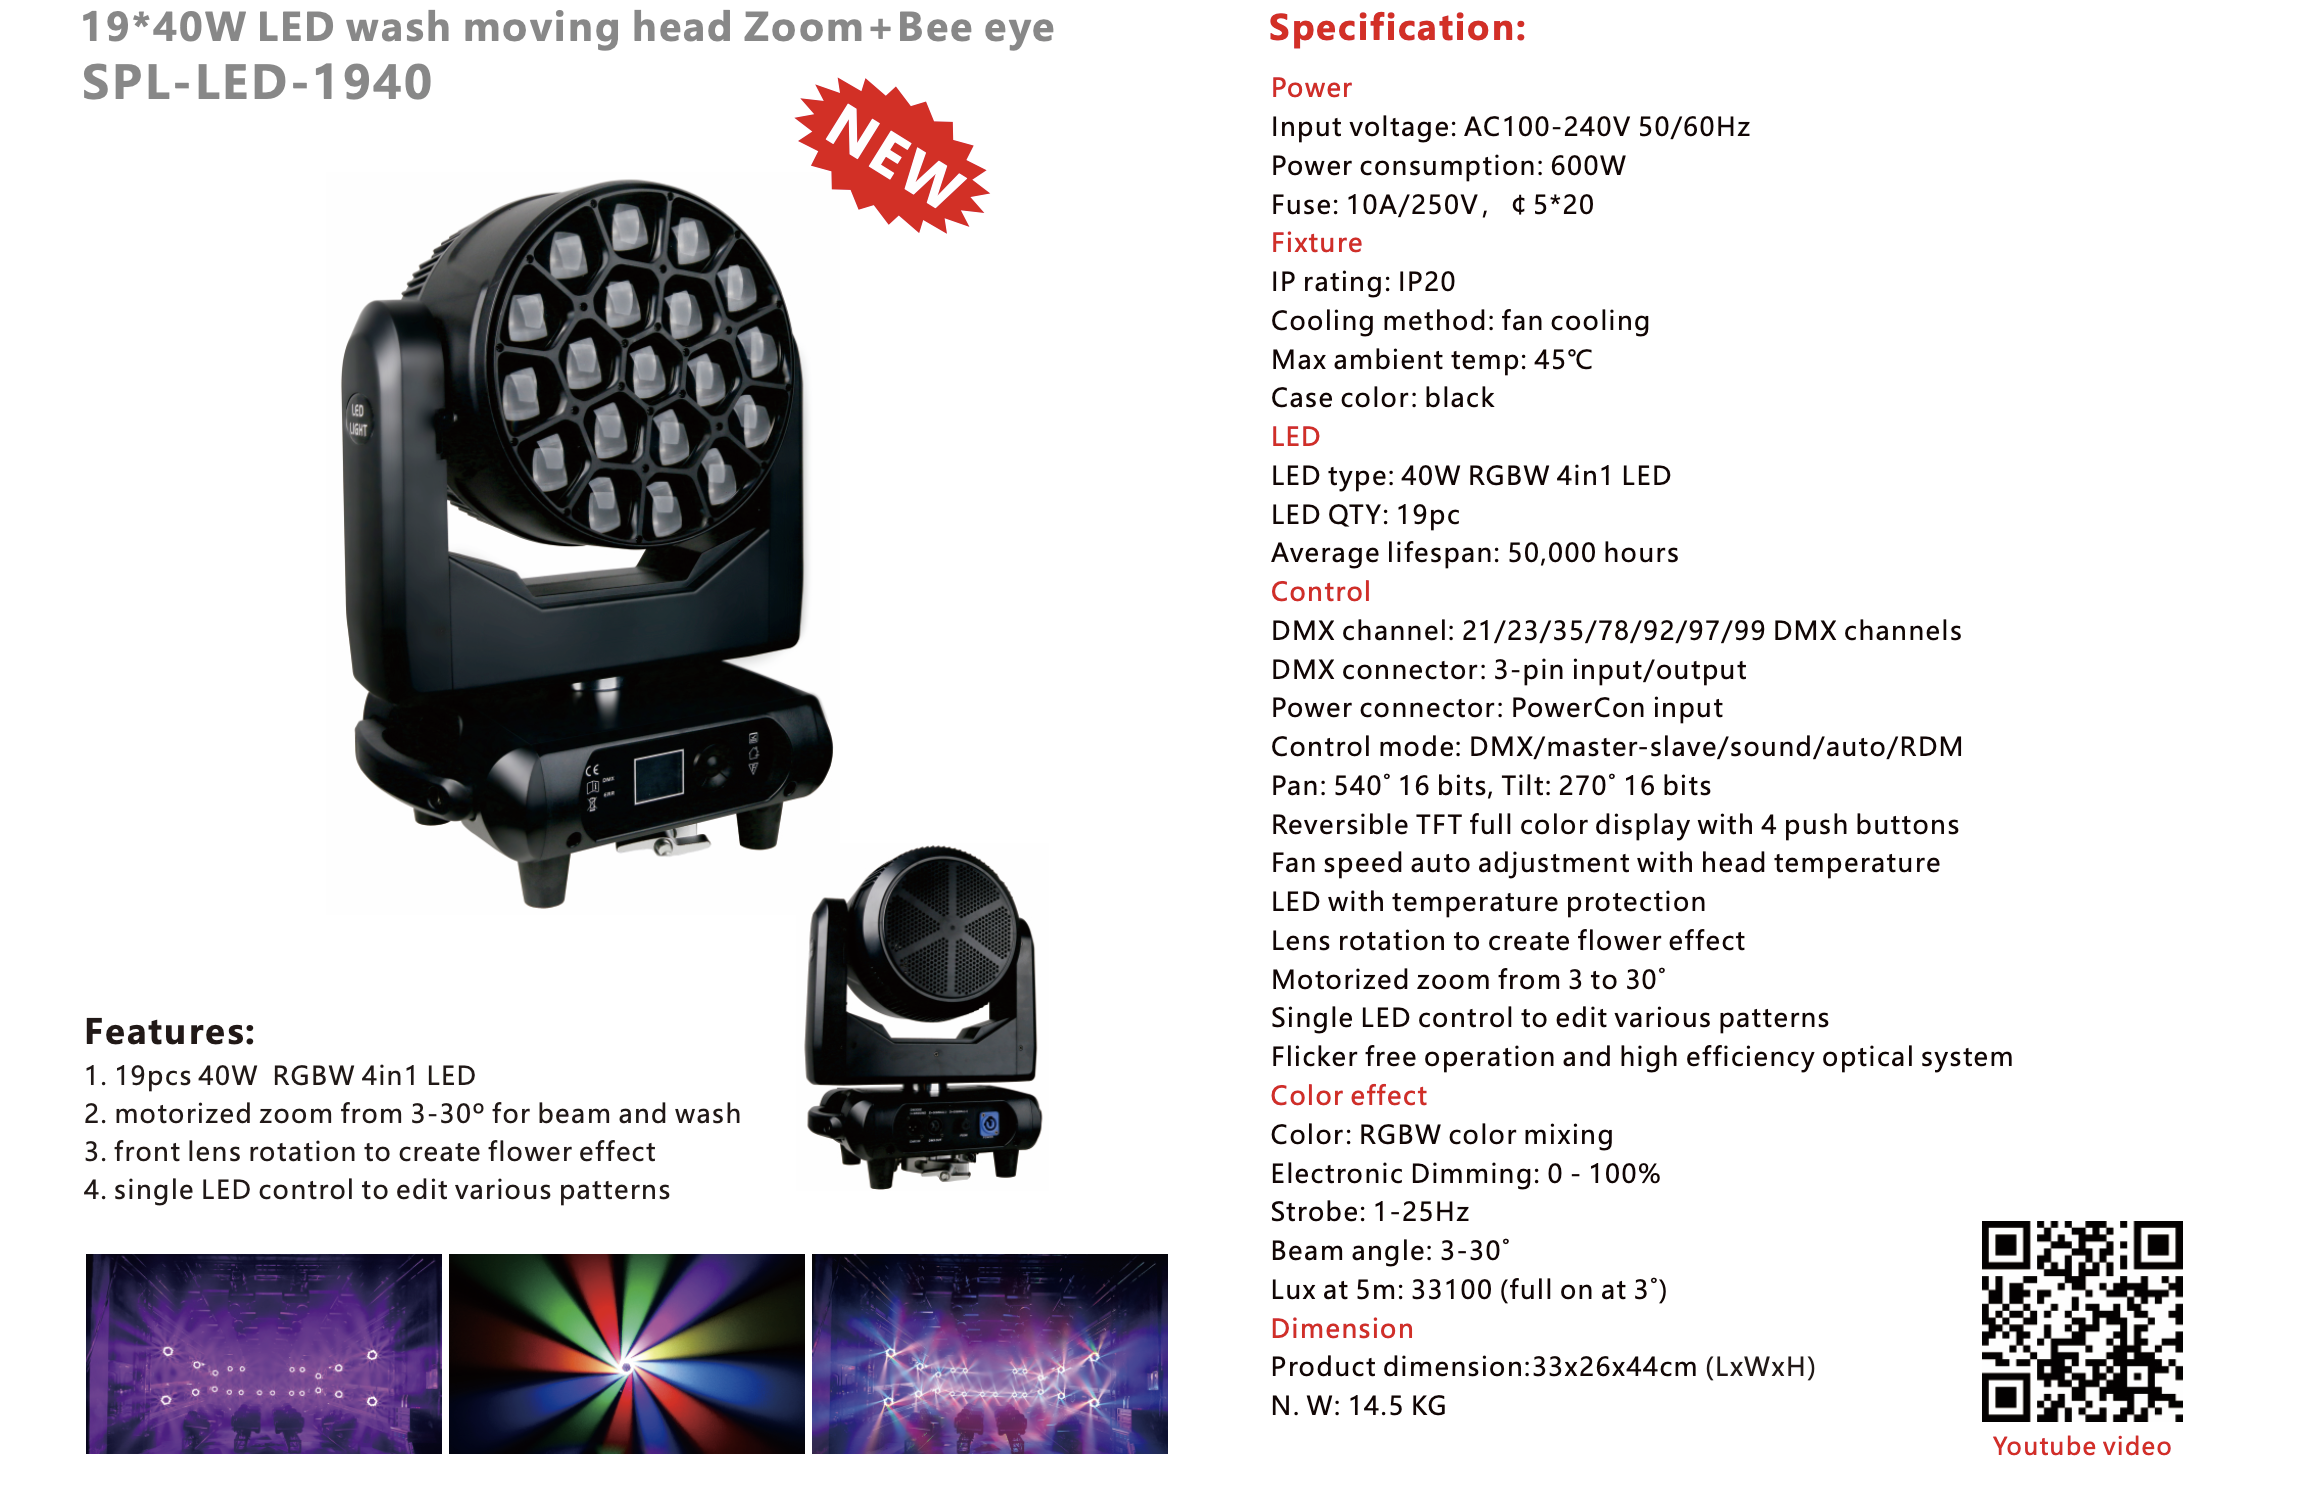 19*40W LED wash moving head Zoom+Bee eye
SPL-LED-1940
NEW
LED
LIGHT
CE
DMX
Features:
1. 19pcs 40W  RGBW 4in1 LED
2. motorized zoom from 3-30º for beam and wash
3. front lens rotation to create flower effect
4. single LED control to edit various patterns
Specification:
Power
Input voltage: AC100-240V 50/60Hz
Power consumption: 600W
Fuse: 10A/250V， ¢ 5*20
Fixture
IP rating: IP20
Cooling method: fan cooling
Max ambient temp: 45℃
Case color: black
LED
LED type: 40W RGBW 4in1 LED
LED QTY: 19pc
Average lifespan: 50,000 hours
Control
DMX channel: 21/23/35/78/92/97/99 DMX channels
DMX connector: 3-pin input/output
Power connector: PowerCon input
Control mode: DMX/master-slave/sound/auto/RDM
Pan: 540° 16 bits, Tilt: 270° 16 bits
Reversible TFT full color display with 4 push buttons
Fan speed auto adjustment with head temperature
LED with temperature protection
Lens rotation to create flower effect
Motorized zoom from 3 to 30°
Single LED control to edit various patterns
Flicker free operation and high efficiency optical system
Color effect
Color: RGBW color mixing
Electronic Dimming: 0 - 100%
Strobe: 1-25Hz
Beam angle: 3-30°
Lux at 5m: 33100 (full on at 3°)
Dimension
Product dimension:33x26x44cm (LxWxH)
N. W: 14.5 KG
Youtube video